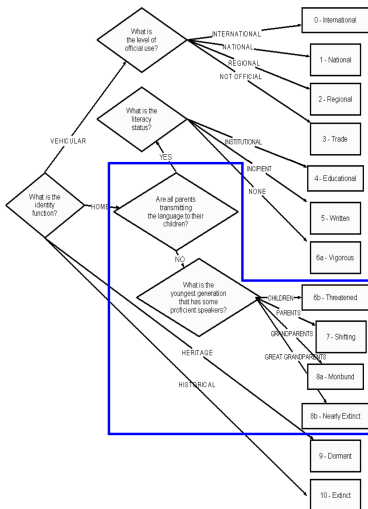 What is
the level of
official use?
INTERNATIONAL
NATIONAL
REGIONAL
NOT OFFICIAL
0 - International
1 - National
2 - Regional
3 - Trade
VEHICULAR
What is the
literacy
status?
INSTITUTIONAL
INCIPIENT
NONE
4 - Educational
5 - Written
6a - Vigorous
YES
What is the
identity
function?
HOME
Are all parents
transmitting
the language to their
children?
NO
What is the
youngest generation
that has some
proficient speakers?
CHILDREN
PARENTS
GRANDPARENTS
GREAT GRANDPARENTS
6b - Threatened
7 - Shifting
8a - Moribund
8b - Nearly Extinct
HERITAGE
HISTORICAL
9 - Dormant
10 - Extinct